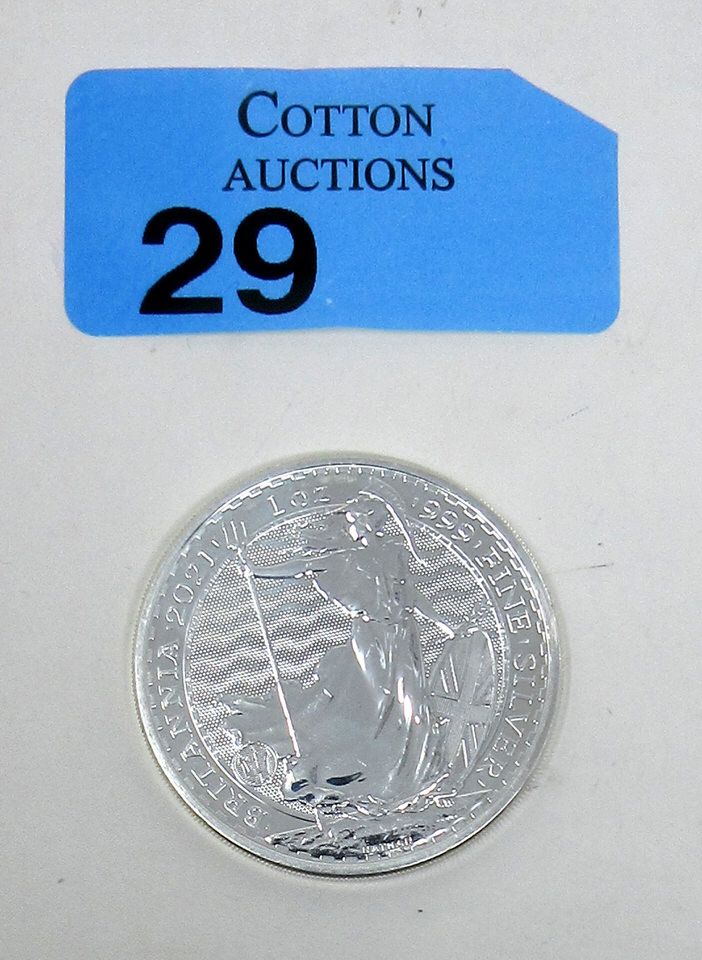 COTTON
AUCTIONS
29
BRITANNIA 2021 1 OZ 999 FINE SILVER